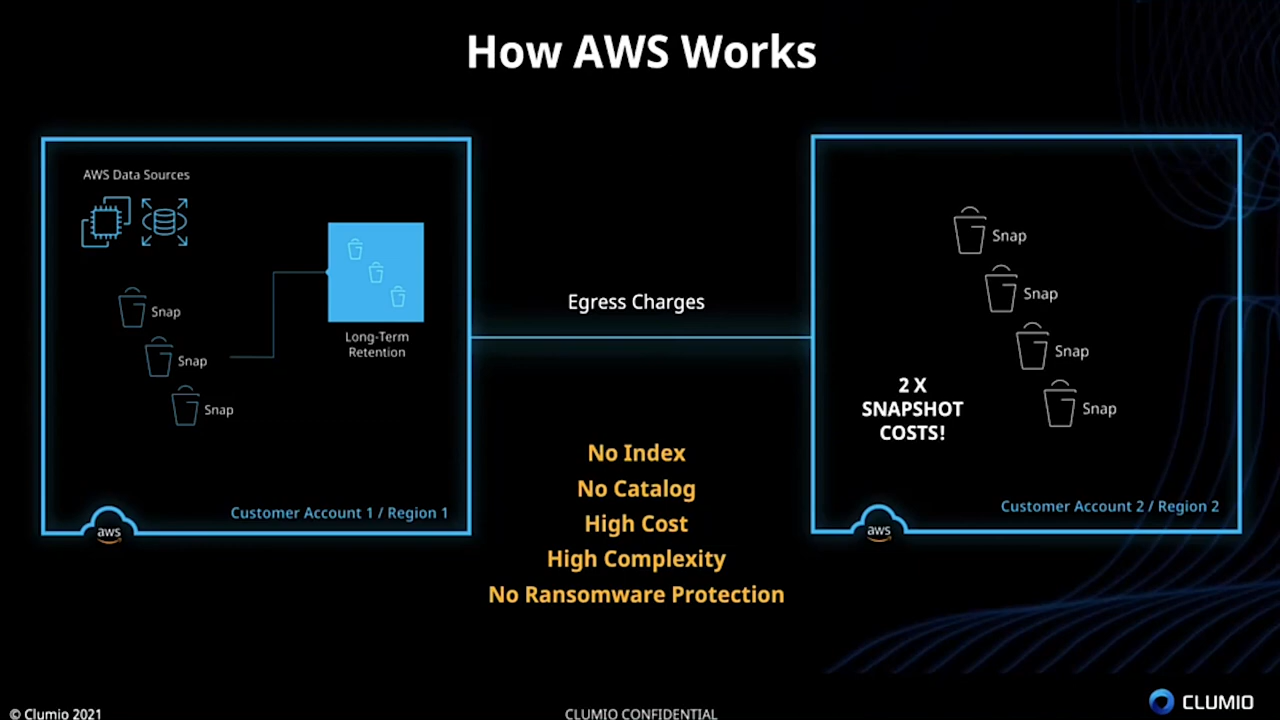 How AWS Works
AWS Data Sources
Snap
Snap
Snap
Long-Term
Retention
Customer Account 1 / Region 1
aws
Egress Charges
No Index
No Catalog
High Cost
High Complexity
No Ransomware Protection
Snap
Snap
Snap
Snap
2 X
SNAPSHOT
COSTS!
Customer Account 2 / Region 2
aws
© Clumio 2021
CLUMIO CONFIDENTIAL
CLUMIO